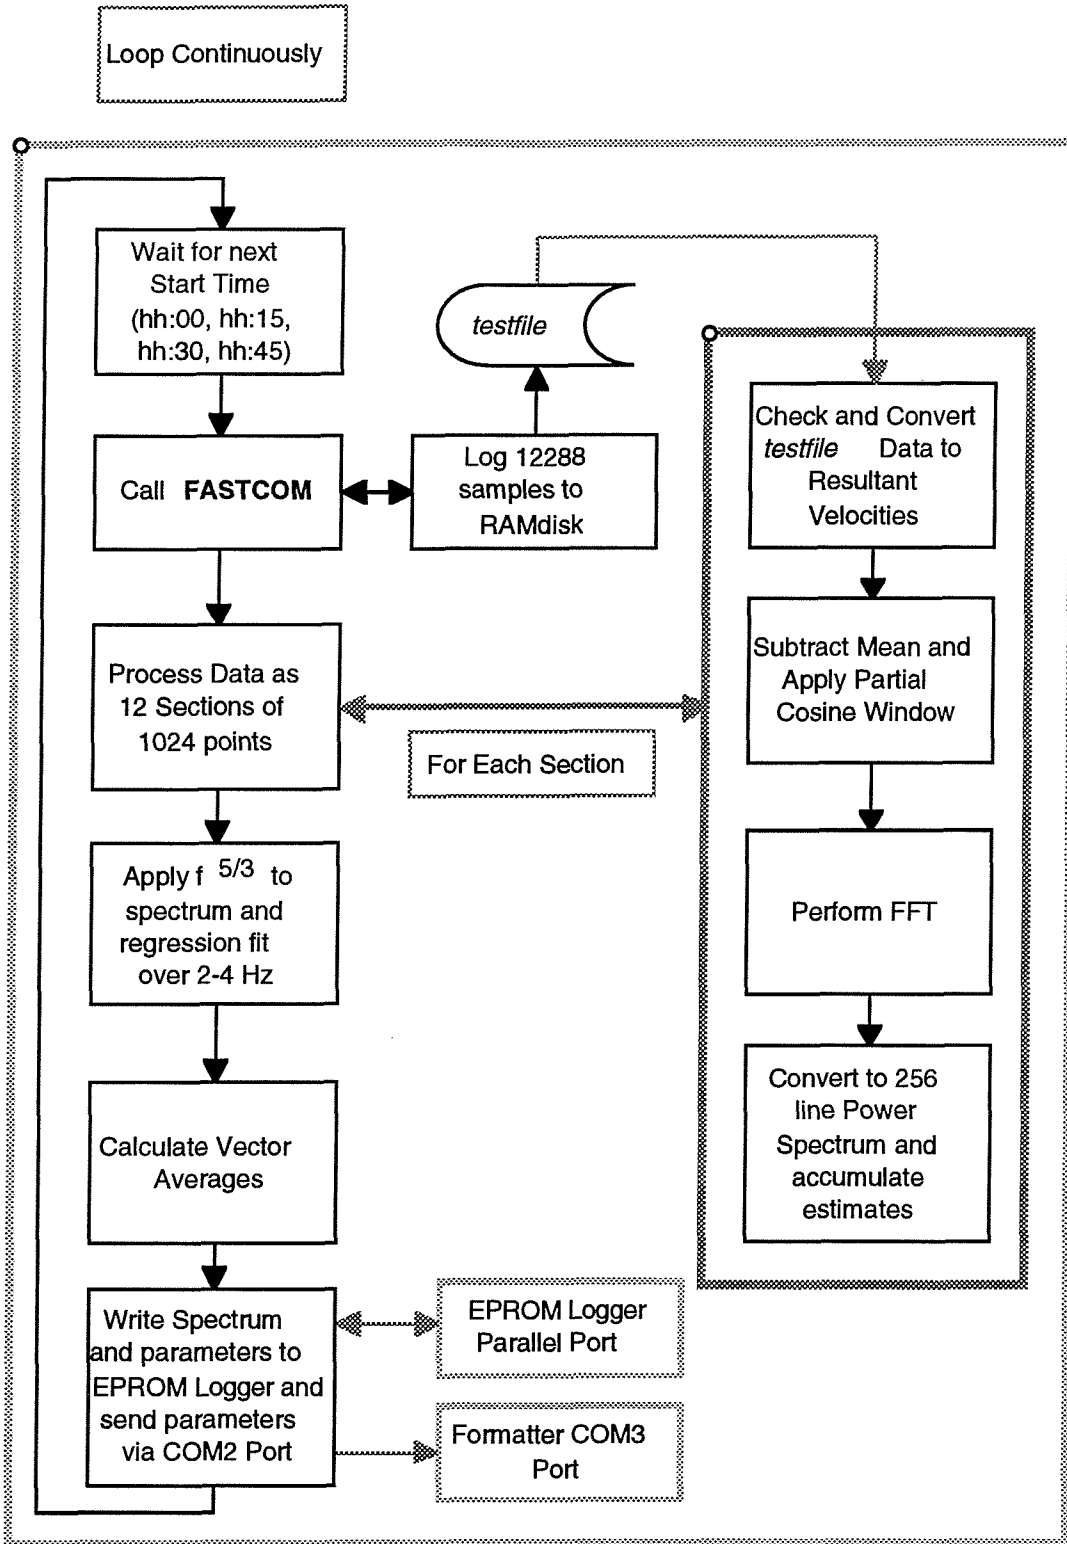 Loop Continuously
Wait for next
Start Time
(hh:00, hh:15,
hh:30, hh:45)
testfile
Call FASTCOM
Log 12288
samples to
RAMdisk
Check and Convert
testfile Data to
Resultant
Velocities
Process Data as
12 Sections of
1024 points
For Each Section
Subtract Mean and
Apply Partial
Cosine Window
Apply f 5/3 to
spectrum and
regression fit
over 2-4 Hz
Perform FFT
Calculate Vector
Averages
Convert to 256
line Power
Spectrum and
accumulate
estimates
Write Spectrum
and parameters to
EPROM Logger and
send parameters
via COM2 Port
EPROM Logger
Parallel Port
Formatter COM3
Port